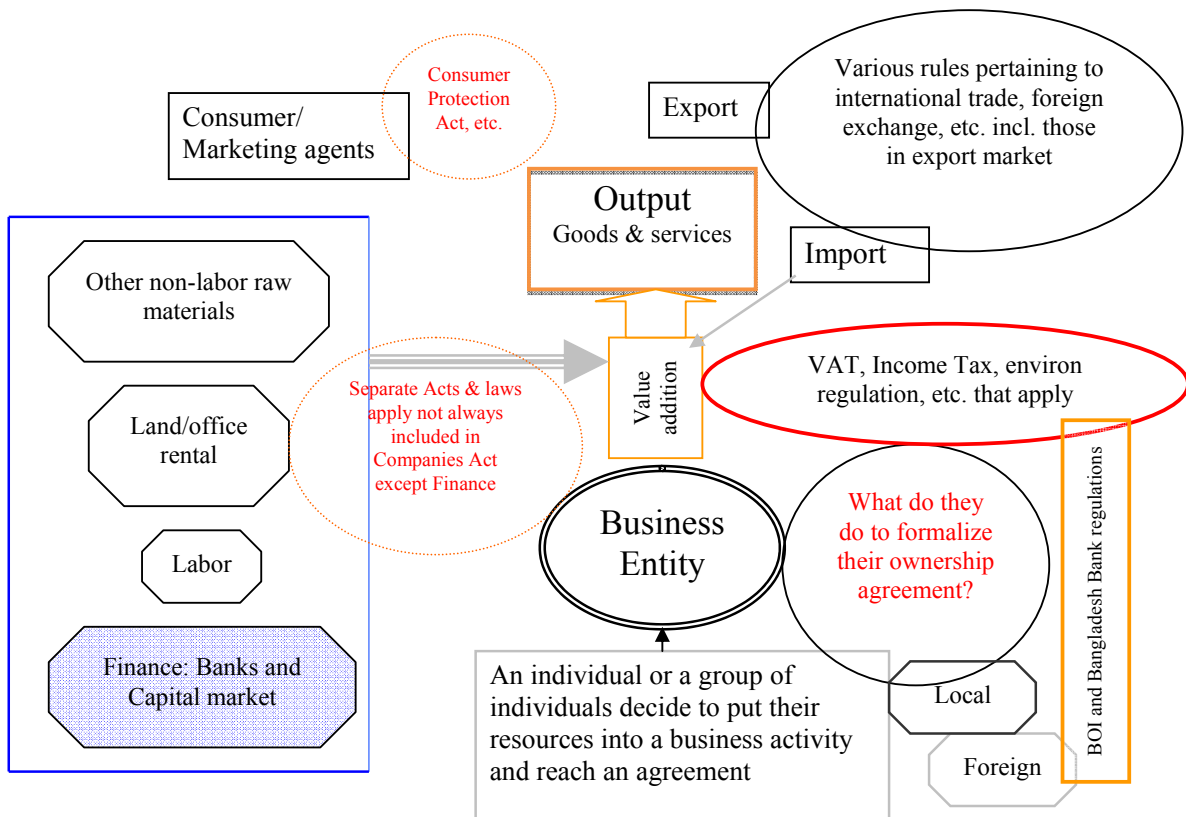 Consumer
Protection
Act, etc.
Consumer/
Marketing agents
Export
Various rules pertaining to
international trade, foreign
exchange, etc. incl. those
in export market
Output
Goods & services
Import
Other non-labor raw
materials
Land/office
rental
Labor
Finance: Banks and
Capital market
Separate Acts & laws
apply not always
included in
Companies Act
except Finance
Value
addition
VAT, Income Tax, environ
regulation, etc. that apply
Business
Entity
What do they
do to formalize
their ownership
agreement?
BOI and Bangladesh Bank regulations
An individual or a group of
individuals decide to put their
resources into a business activity
and reach an agreement
Local
Foreign